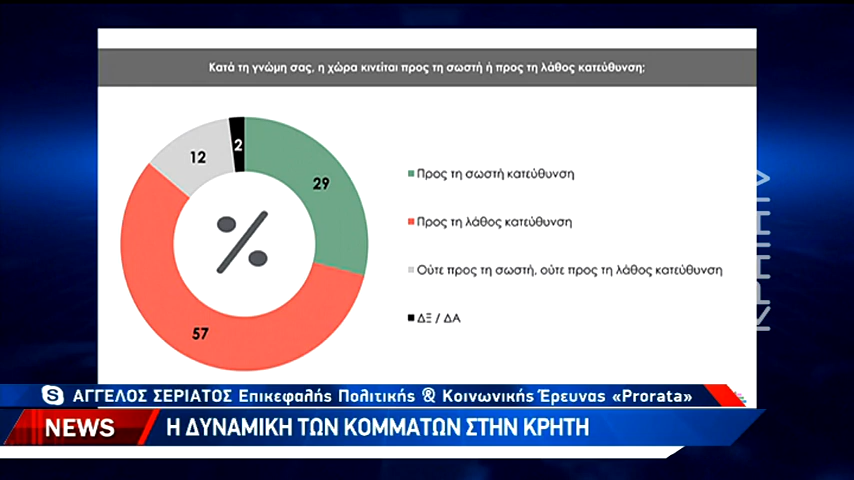 Κατά τη γνώμη σας, η χώρα κινείται προς τη σωστή ή προς τη λάθος κατεύθυνση;
2
12
29
57
%
Προς τη σωστή κατεύθυνση
Προς τη λάθος κατεύθυνση
Ούτε προς τη σωστή, ούτε προς τη λάθος κατεύθυνση
ΔΞ / ΔΑ
ΚΡΗΤΗ TV
ΑΓΓΕΛΟΣ ΣΕΡΙΑΤΟΣ Επικεφαλής Πολιτικής & Κοινωνικής Έρευνας «Prorata»
NEWS
Η ΔΥΝΑΜΙΚΗ ΤΩΝ ΚΟΜΜΑΤΩΝ ΣΤΗΝ ΚΡΗΤΗ